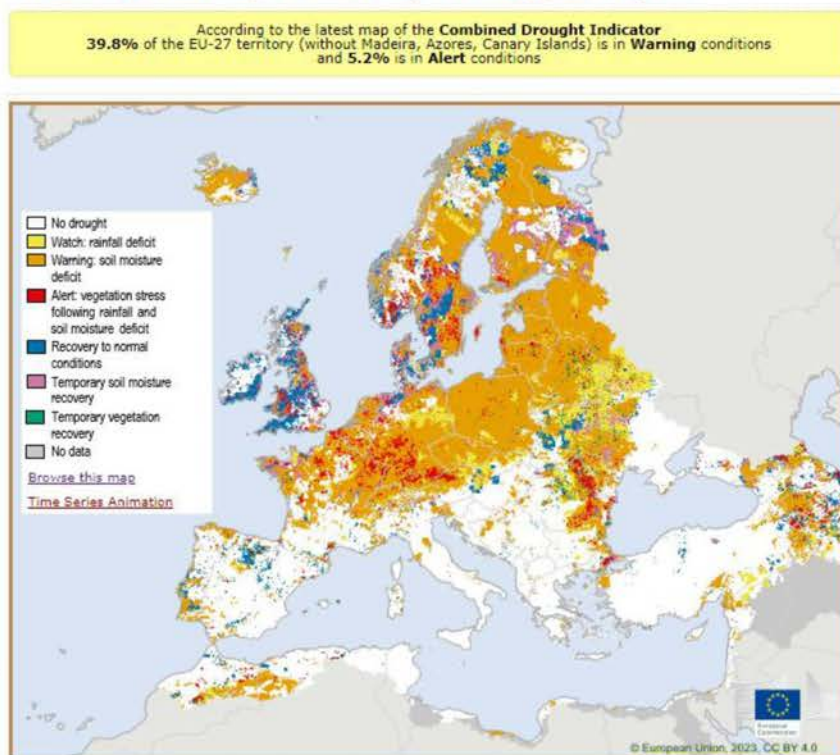 According to the latest map of the Combined Drought Indicator
39.8% of the EU-27 territory (without Madeira, Azores, Canary Islands) is in Warning conditions
and 5.2% is in Alert conditions
No drought
Watch: rainfall deficit
Warning: soil moisture
deficit
Alert: vegetation stress
following rainfall and
soil moisture deficit
Recovery to normal
conditions
Temporary soil moisture
recovery
Temporary vegetation
recovery
No data
Browse this map
Time Series Animation
European
Commission
© European Union, 2023, CC BY 4.0